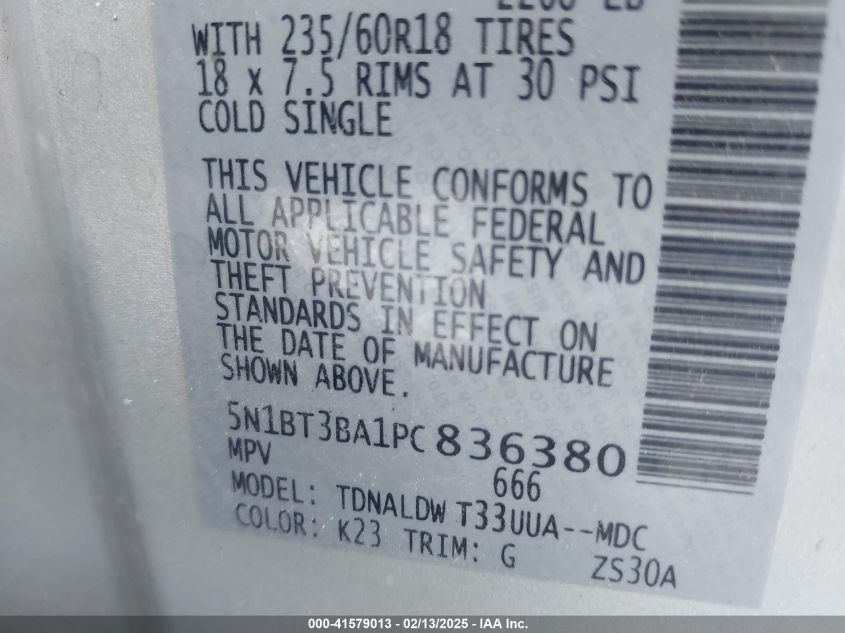 WITH 235/60R18 TIRES
18 x 7.5 RIMS AT 30 PSI
COLD SINGLE
THIS VEHICLE CONFORMS TO
ALL APPLICABLE FEDERAL
MOTOR VEHICLE SAFETY AND
THEFT PREVENTION
STANDARDS IN EFFECT ON
THE DATE OF MANUFACTURE
SHOWN ABOVE.
5N1BT3BA1PC 836380
MPV 666
MODEL: TDNALDW T33UUA--MDC
COLOR: K23 TRIM: G ZS30A
000-41579013 - 02/13/2025 - IAA Inc.